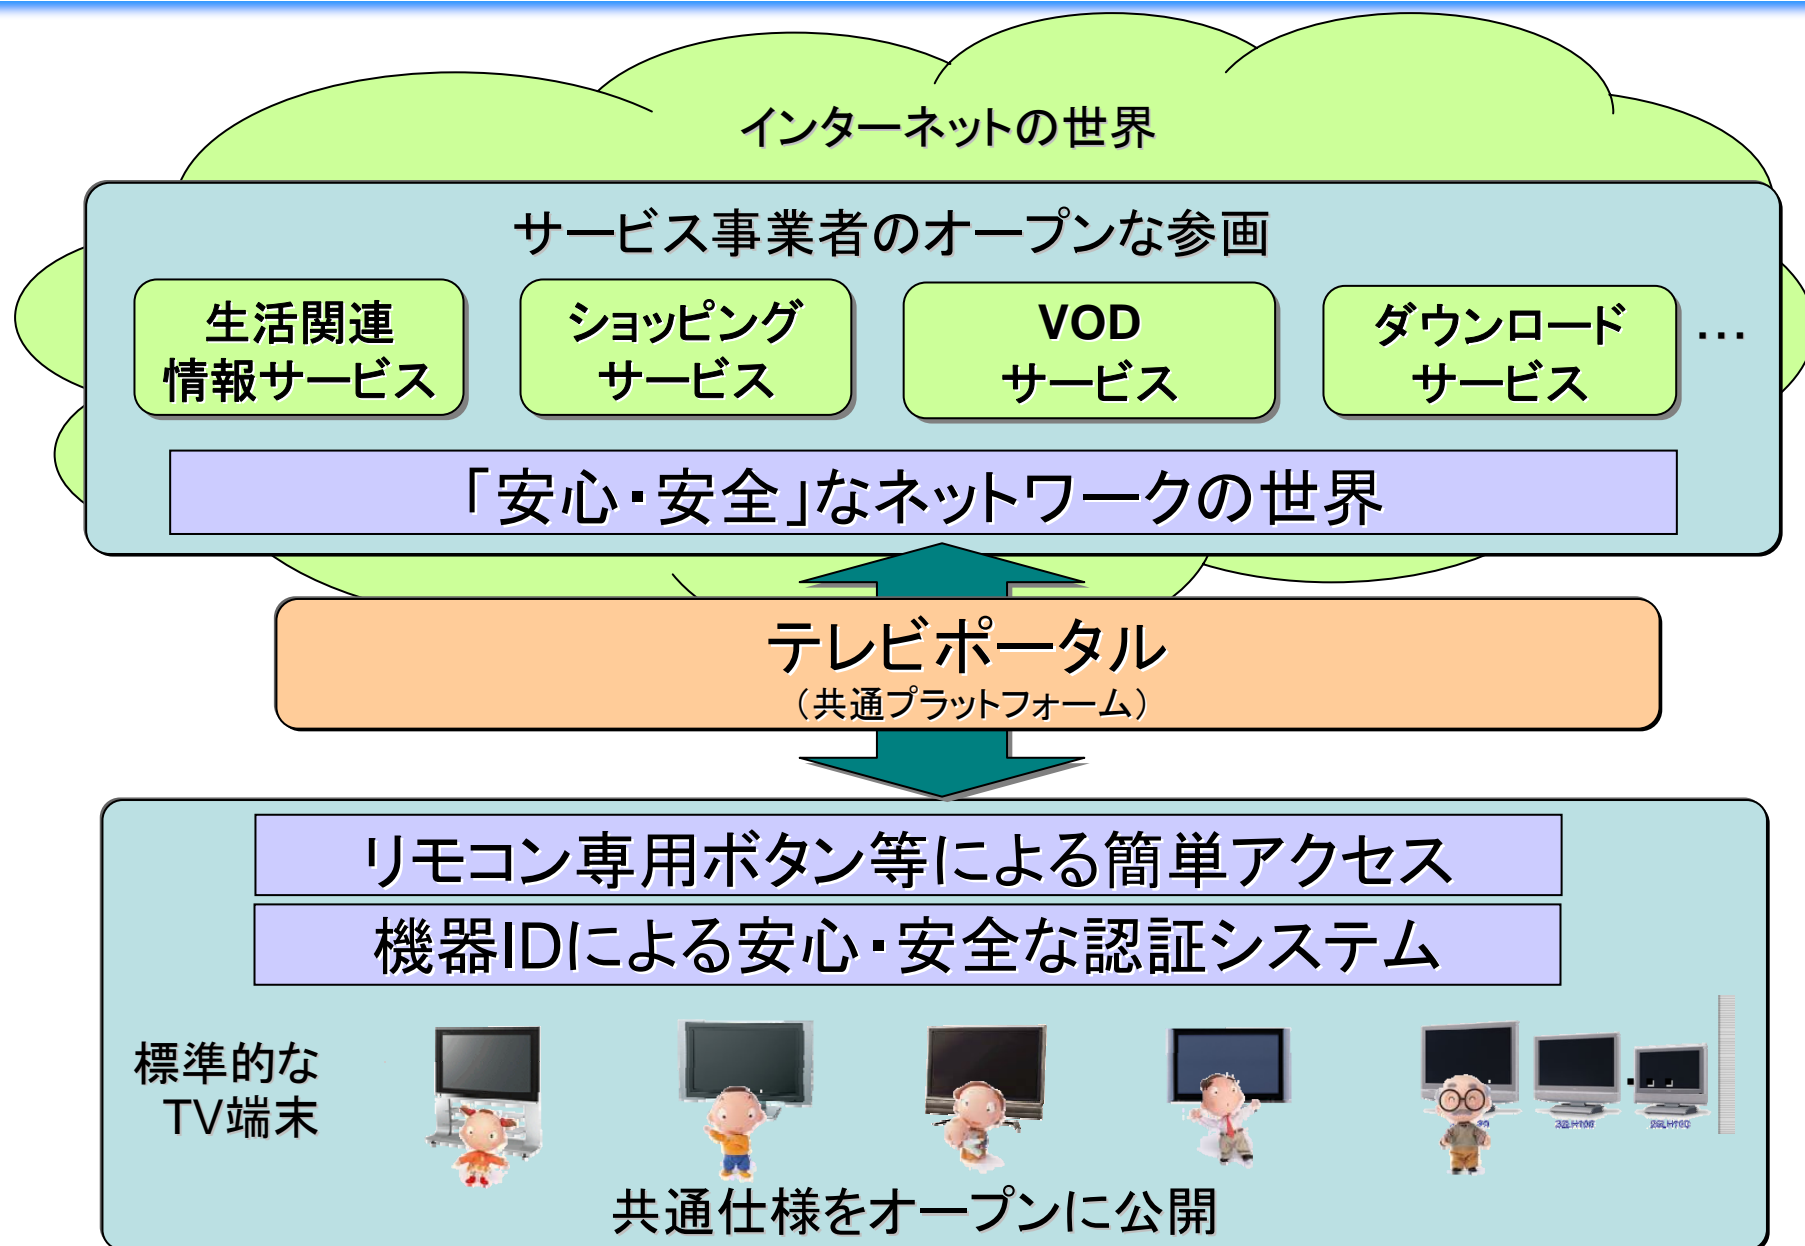 インターネットの世界
サービス事業者のオープンな参画
生活関連
情報サービス
ショッピング
サービス
VOD
サービス
ダウンロード
サービス
…
「安心・安全」なネットワークの世界
テレビポータル
（共通プラットフォーム）
リモコン専用ボタン等による簡単アクセス
機器IDによる安心・安全な認証システム
標準的な
TV端末
共通仕様をオープンに公開